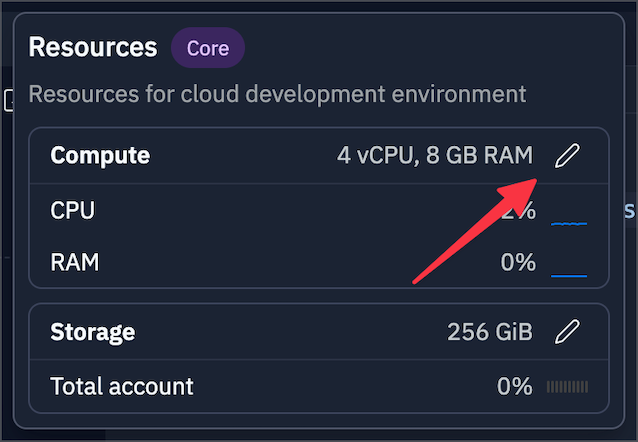 Resources Core
Resources for cloud development environment
Compute 4 vCPU, 8 GB RAM
CPU 2%
RAM 0%
Storage 256 GiB
Total account 0%